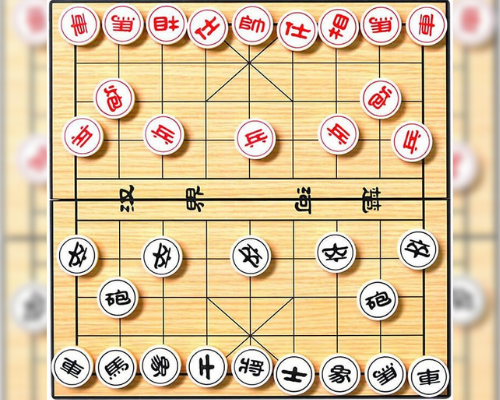 車 馬 相 仕 帥 仕 相 馬 車
炮 炮
兵 兵 兵 兵 兵
汉 界 河 楚
卒 卒 卒 卒 卒
砲 砲
車 馬 象 士 將 士 象 馬 車